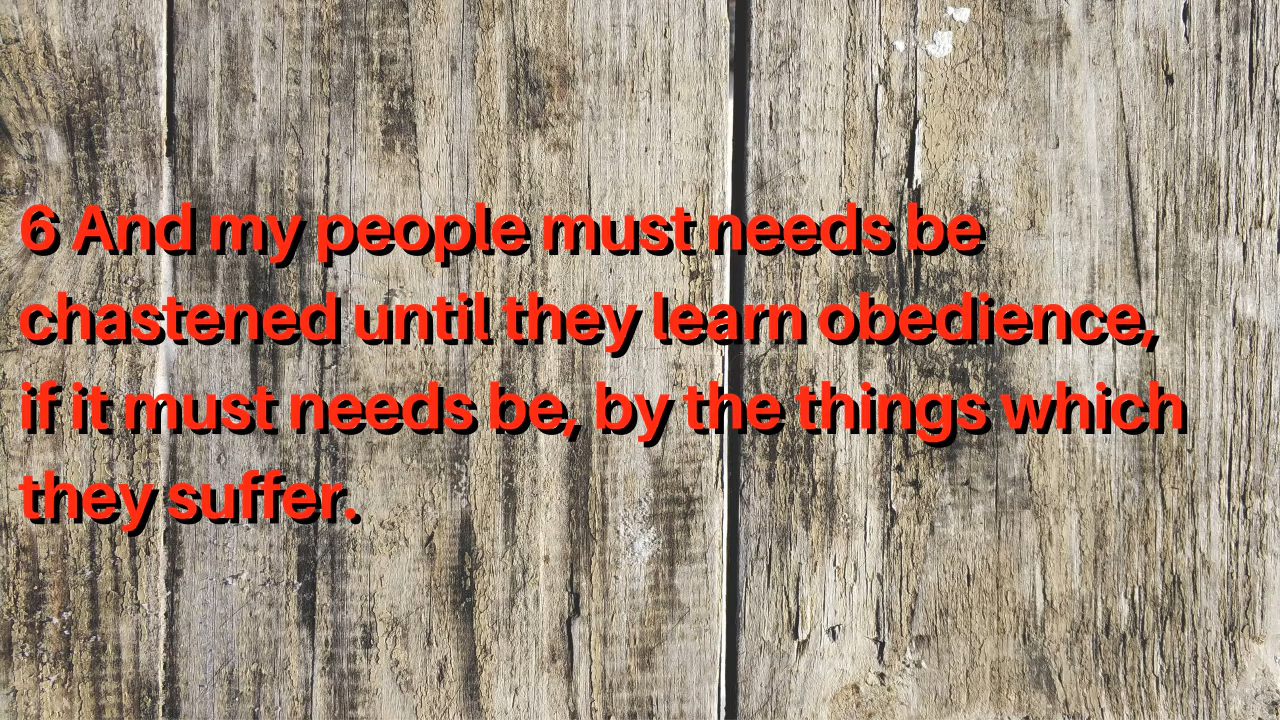 6 And my people must needs be
chastened until they learn obedience,
if it must needs be, by the things which
they suffer.